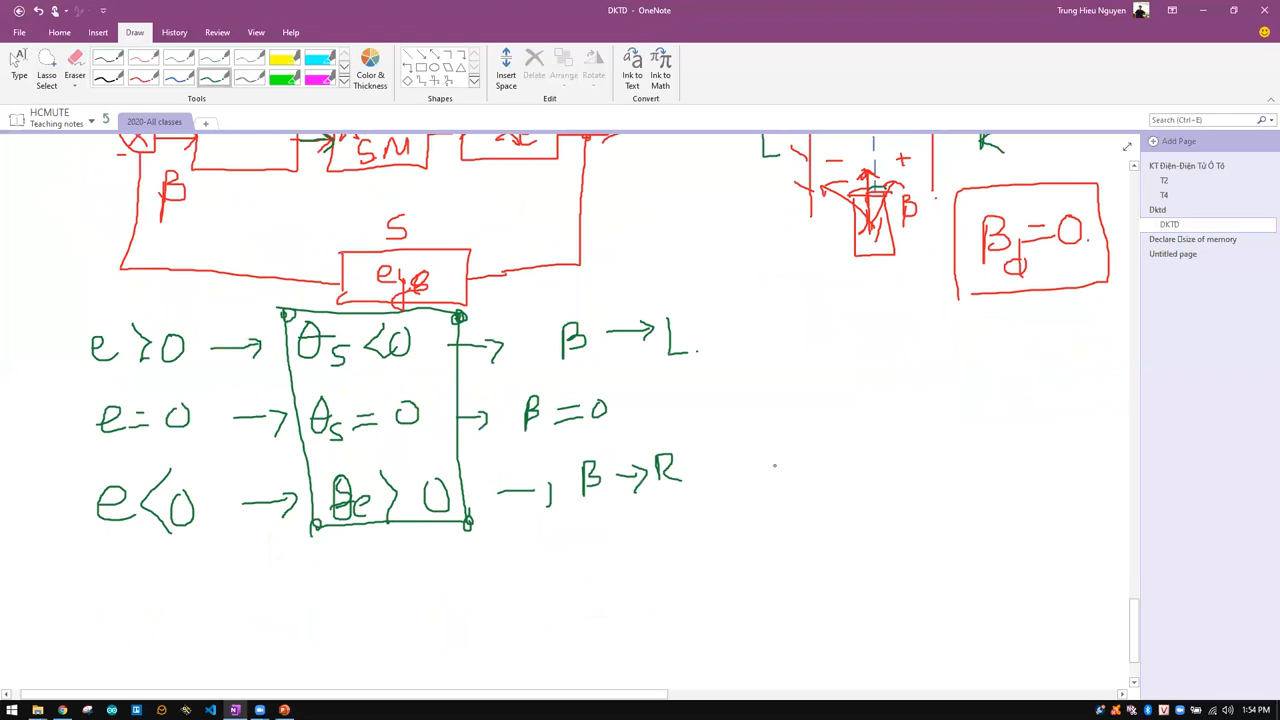 DKTD - OneNote
Trung Hieu Nguyen
File Home Insert Draw History Review View Help
Type
Lasso Select
Eraser
Color & Thickness
Insert Space
Delete
Arrange
Rotate
Ink to Text
Ink to Math
Tools
Shapes
Edit
Convert
HCMUTE
Teaching notes
2020-All classes
Search (Ctrl+E)
Add Page
KT Điện-Điện Tử Ô Tô
T2
T4
Dktd
DKTD
Declare size of memory
Untitled page
SM
L
R
-
- +
β
β
S
eye
βd = 0.
e > 0 → θs < 0 → β → L.
e = 0 → θs = 0 → β = 0
e < 0 → θe > 0 → β → R
1:54 PM